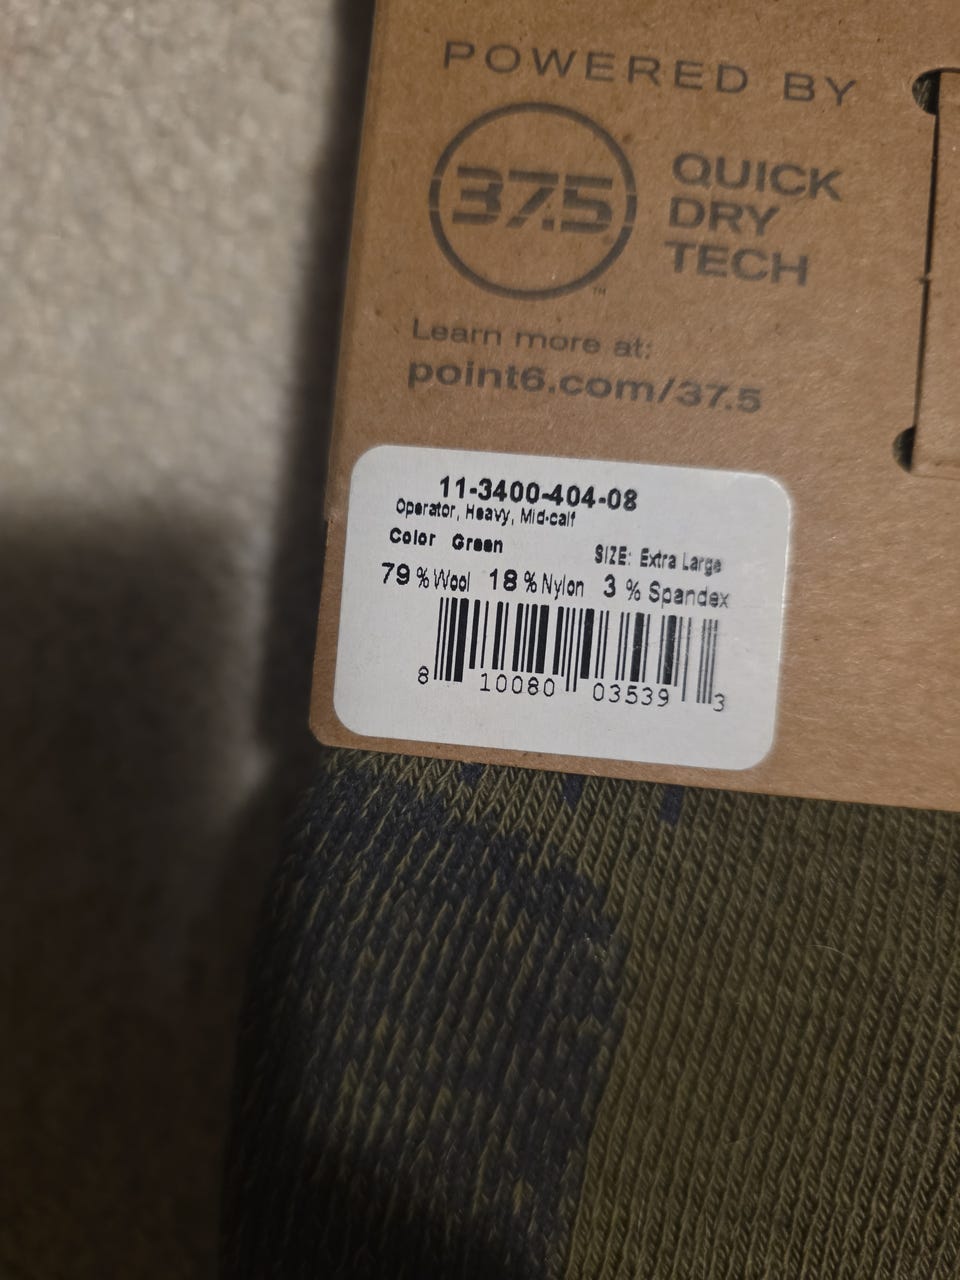 POWERED BY
37.5
™
QUICK
DRY
TECH
Learn more at:
point6.com/37.5
11-3400-404-08
Operator, Heavy, Mid-calf
Color Green
SIZE: Extra Large
79 % Wool 18 % Nylon 3 % Spandex
8 10080 03539 3